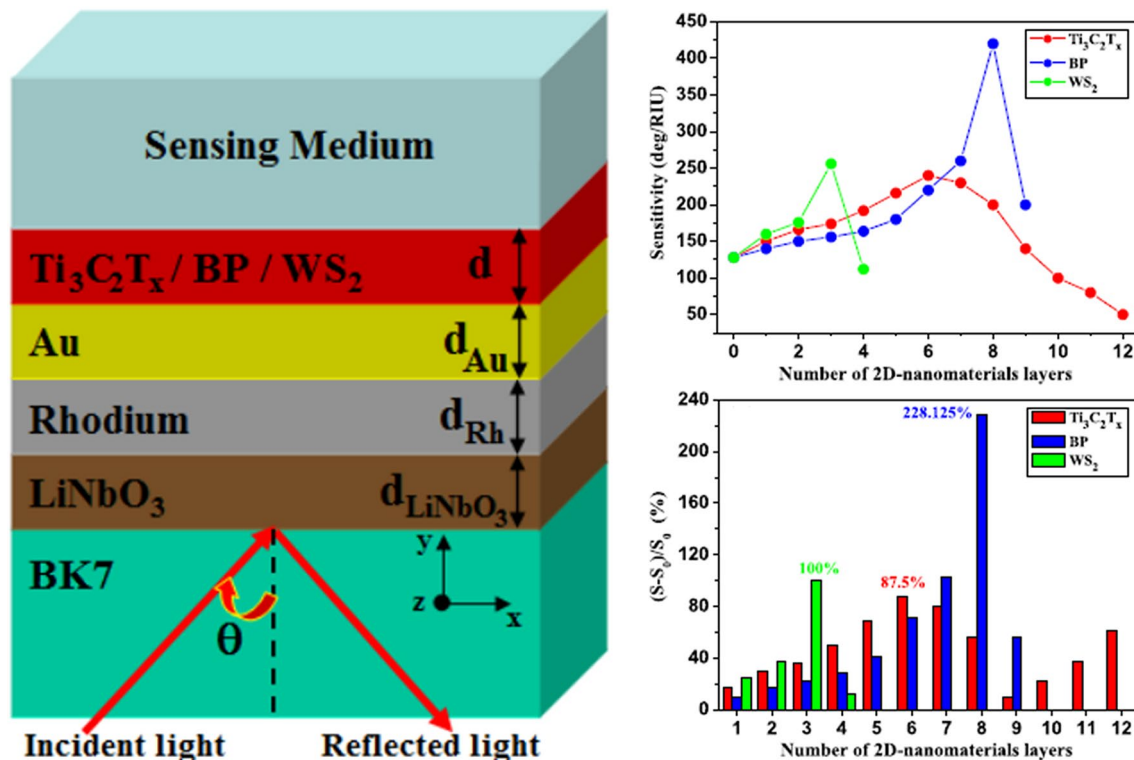 Sensing Medium
Ti₃C₂Tₓ / BP / WS₂
d
Au
d_Au
Rhodium
d_Rh
LiNbO₃
d_LiNbO₃
BK7
y
z
x
θ
Incident light
Reflected light
450
400
350
300
250
200
150
100
50
Sensitivity (deg/RIU)
Ti₃C₂Tₓ
BP
WS₂
0 2 4 6 8 10 12
Number of 2D-nanomaterials layers
240
200
160
120
80
40
0
(S-S₀)/S₀ (%)
228.125%
100%
87.5%
Ti₃C₂Tₓ
BP
WS₂
1 2 3 4 5 6 7 8 9 10 11 12
Number of 2D-nanomaterials layers